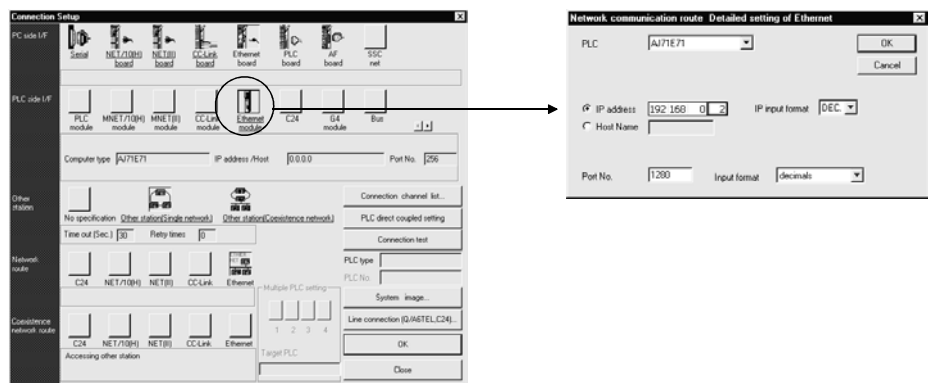 Connection Setup
PC side I/F
Serial
NET/10(H) board
NET(II) board
CC-Link board
Ethernet board
PLC board
AF board
SSC net
PLC side I/F
PLC module
MNET/10(H) module
MNET(II) module
CC-Link module
Ethernet module
C24
G4 module
Bus
Computer type AJ71E71 IP address /Host 0.0.0.0 Port No. 256
Other station
No specification Other station(Single network) Other station(Coexistence network)
Time out (Sec.) 30 Retry times 0
Connection channel list...
PLC direct coupled setting
Connection test
PLC type
PLC No.
Network route
C24 NET/10(H) NET(II) CC-Link Ethernet
Multiple PLC setting
1 2 3 4
Target PLC
System image...
Line connection (Q/A6TEL,C24)...
OK
Close
Coexistence network route
C24 NET/10(H) NET(II) CC-Link Ethernet
Accessing other station
Network communication route Detailed setting of Ethernet
PLC AJ71E71
OK
Cancel
IP address 192 168 0 2 IP input format DEC.
Host Name
Port No. 1280 Input format decimals